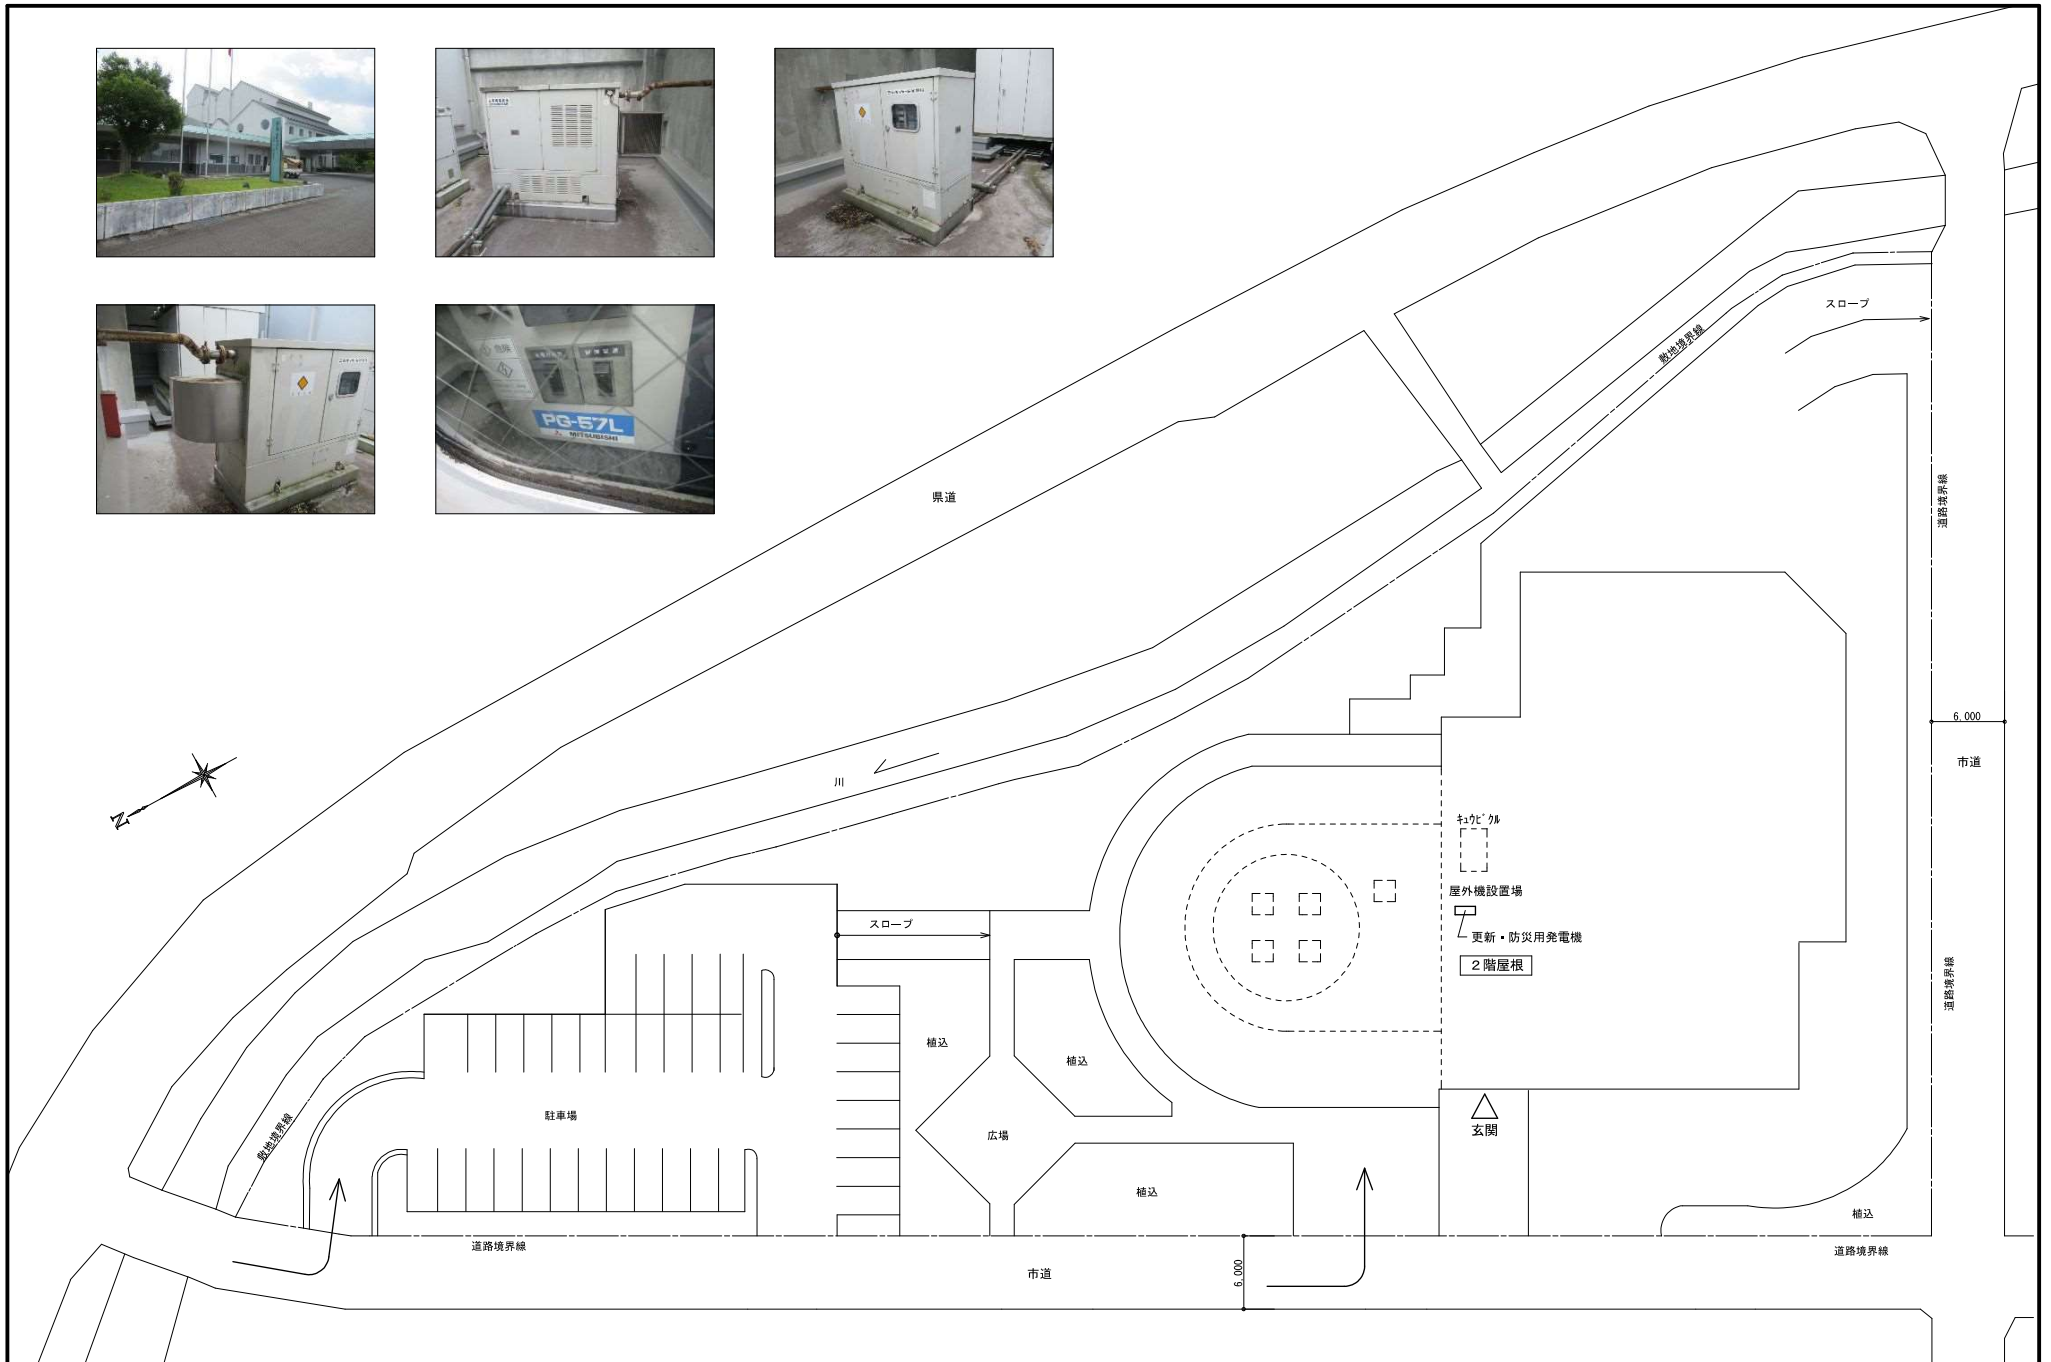 PG-57L
MITSUBISHI
スロープ
敷地境界線
県道
道路境界線
6,000
市道
川
N
キュウビクル
屋外機設置場
更新・防災用発電機
2階屋根
スロープ
道路境界線
植込
植込
駐車場
広場
玄関
敷地境界線
植込
植込
道路境界線
道路境界線
市道
6,000